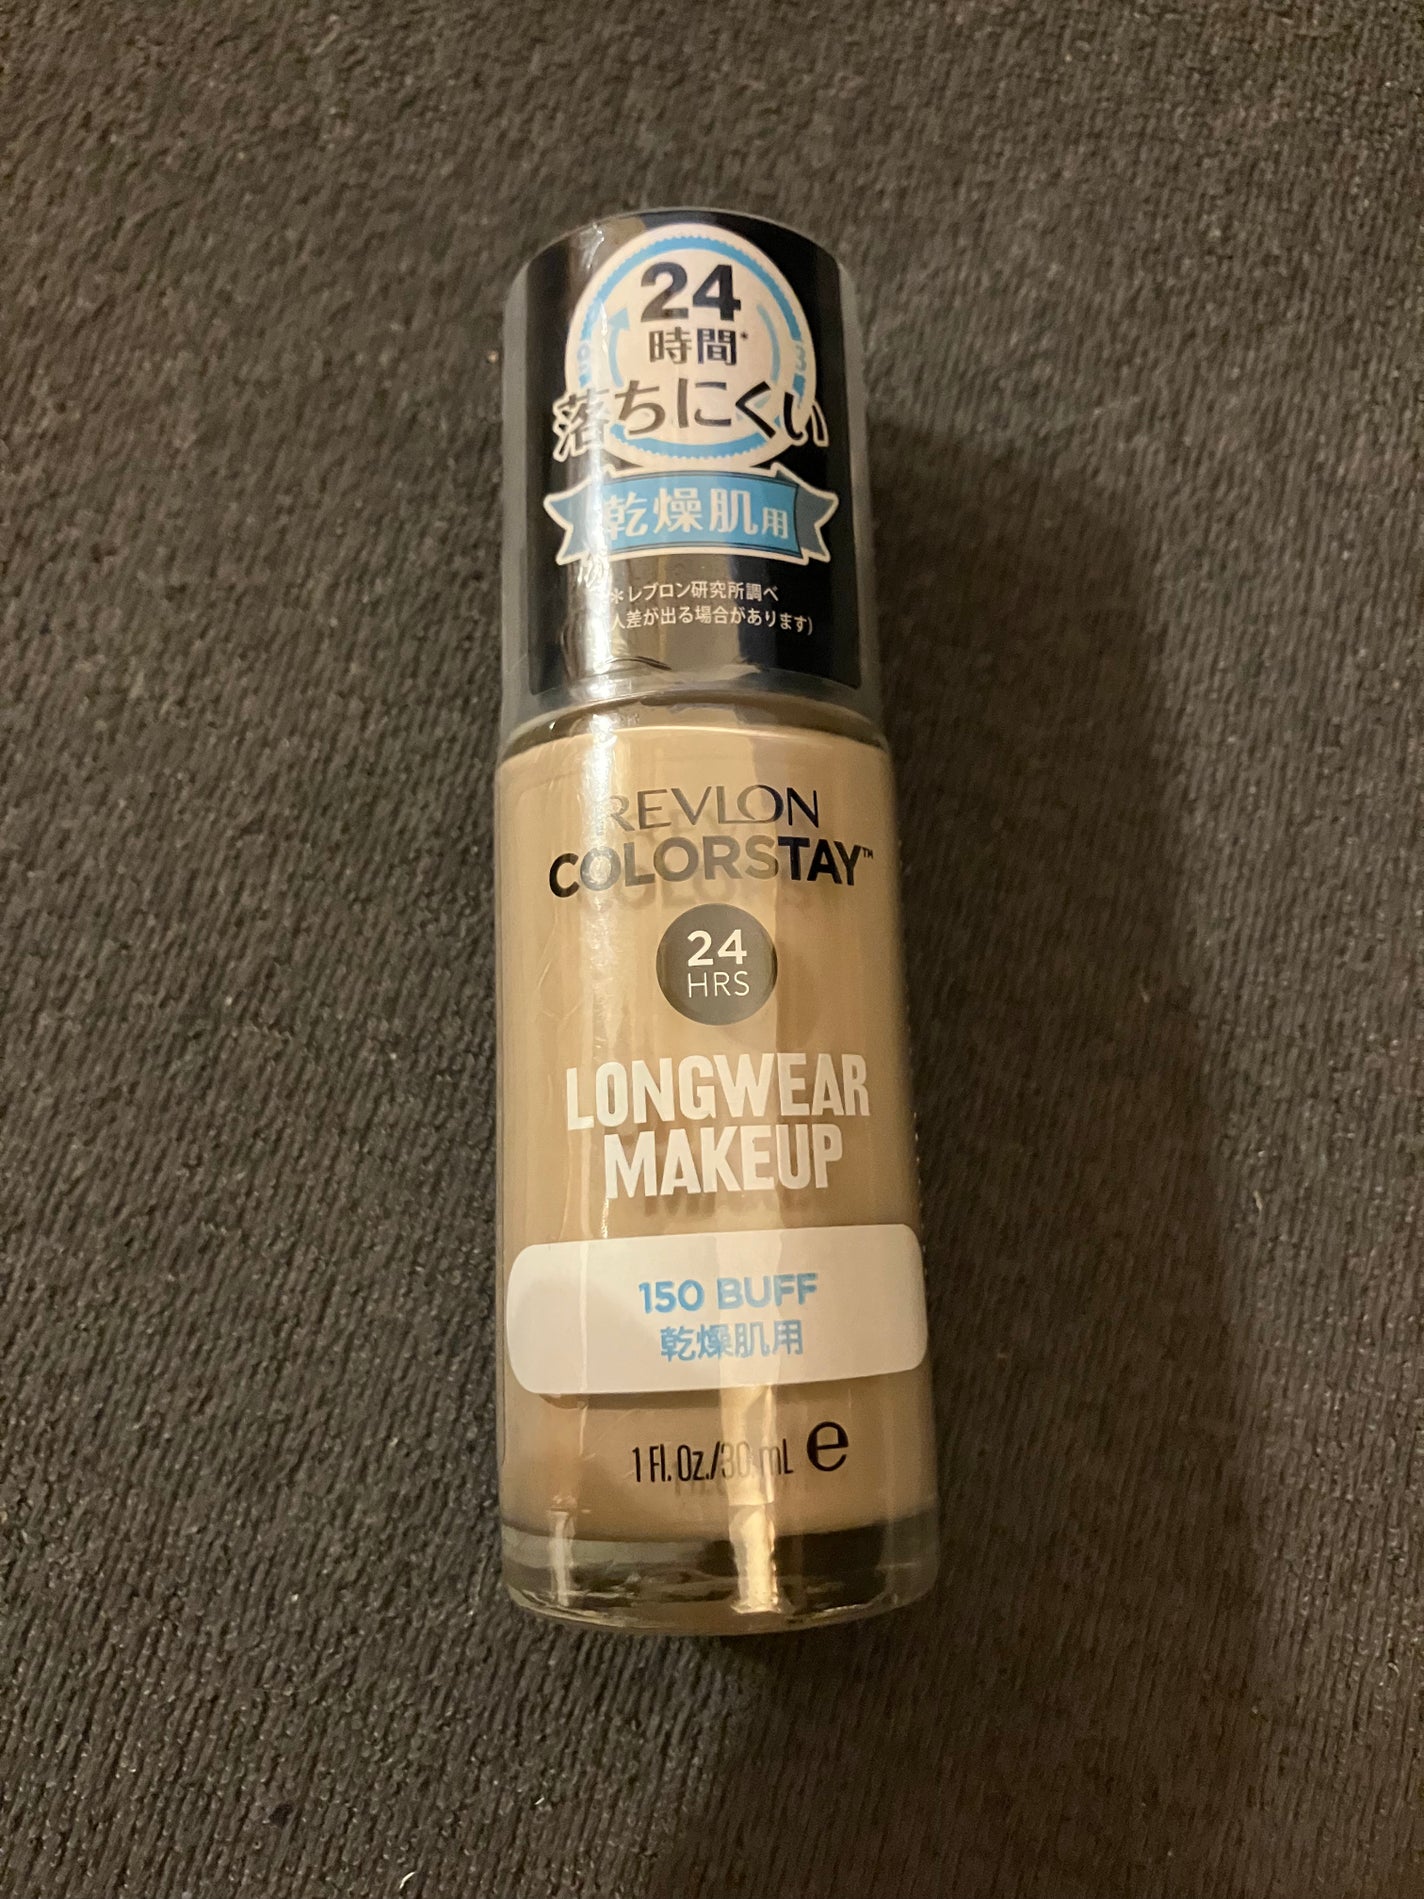 24
時間*
落ちにくい
乾燥肌用
*レブロン研究所調べ
人差が出る場合があります)
REVLON
COLORSTAY™
24
HRS
LONGWEAR
MAKEUP
150 BUFF
乾燥肌用
1 Fl. Oz./30 mL e